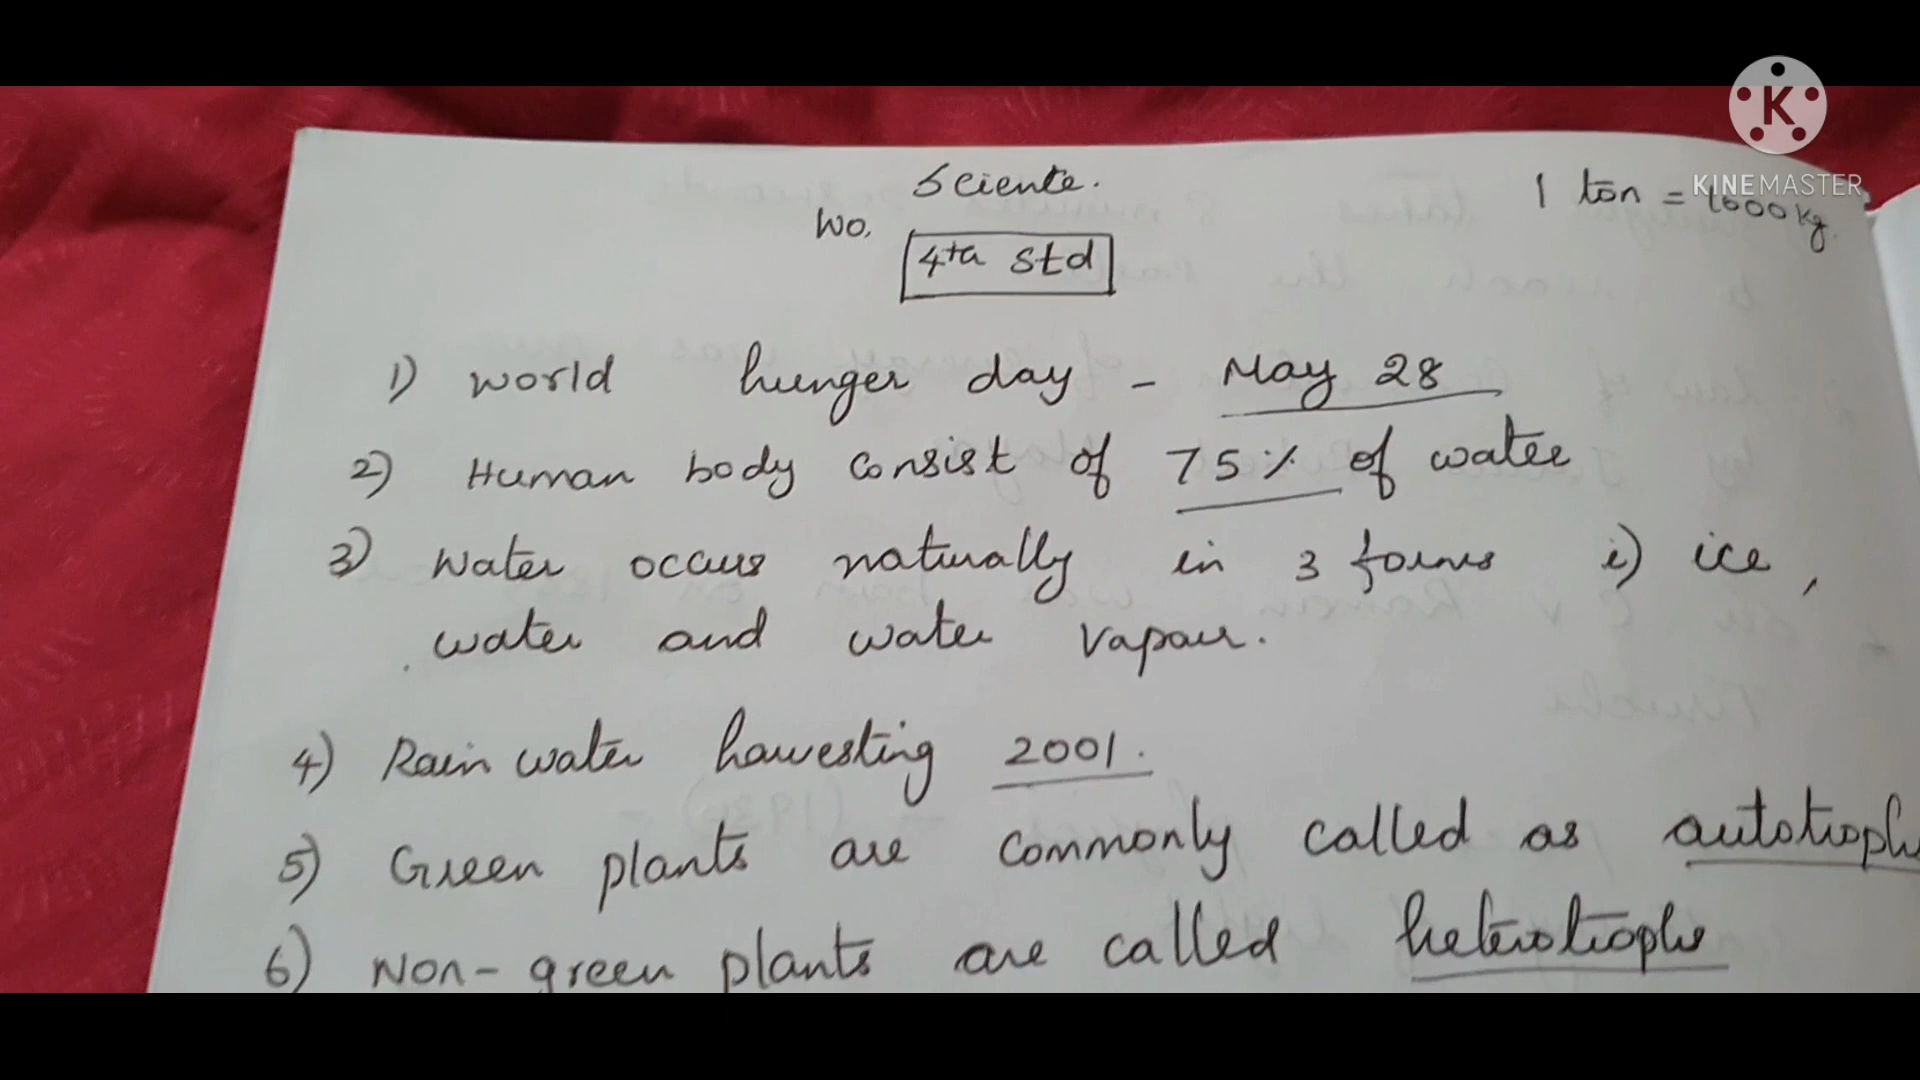 Science.
1 ton = 1000 kg.
Wo.
4th Std
1) World hunger day - May 28
2) Human body consist of 75% of water
3) Water occurs naturally in 3 forms i) ice,
water and water vapour.
4) Rain water harvesting 2001.
5) Green plants are commonly called as autotrophs
6) Non-green plants are called heterotrophs
K
KINEMASTER